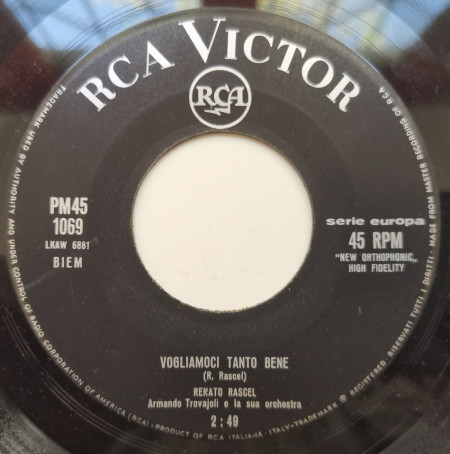 RCA VICTOR
RCA
PM45
1069
LKAW 6881
BIEM
serie europa
45 RPM
"NEW ORTHOPHONIC„
HIGH FIDELITY
VOGLIAMOCI TANTO BENE
(R. Rascel)
REKATO RASCEL
Armando Trovajoli e la sua orchestra
2:49
TRADEMARK USED BY AUTHORITY AND UNDER CONTROL OF RADIO CORPORATION OF AMERICA (RCA)-PRODUCT OF RCA ITALIANA, ITALY-TRADEMARK ® REGISTERED. RISERVATI TUTTI I DIRITTI - MADE FROM MASTER RECORDING OF RCA